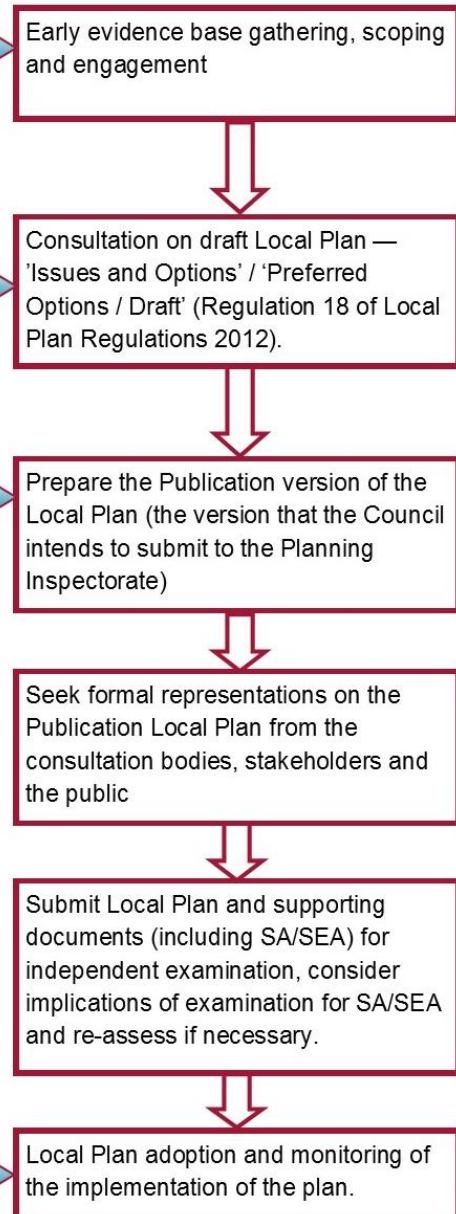 Early evidence base gathering, scoping
and engagement
Consultation on draft Local Plan —
'Issues and Options' / ‘Preferred
Options / Draft’ (Regulation 18 of Local
Plan Regulations 2012).
Prepare the Publication version of the
Local Plan (the version that the Council
intends to submit to the Planning
Inspectorate)
Seek formal representations on the
Publication Local Plan from the
consultation bodies, stakeholders and
the public
Submit Local Plan and supporting
documents (including SA/SEA) for
independent examination, consider
implications of examination for SA/SEA
and re-assess if necessary.
Local Plan adoption and monitoring of
the implementation of the plan.